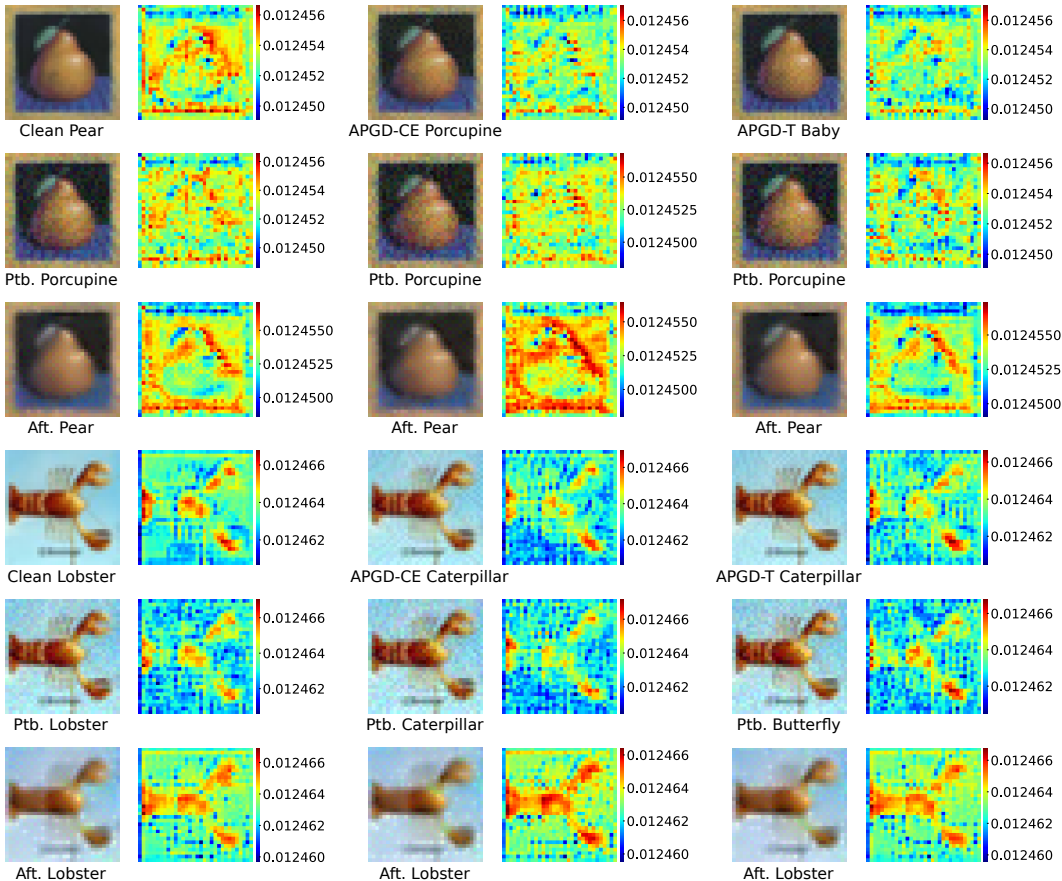 0.012456 0.012456 0.012456
0.012454 0.012454 0.012454
0.012452 0.012452 0.012452
0.012450 0.012450 0.012450
Clean Pear APGD-CE Porcupine APGD-T Baby
0.012456 0.0124550 0.012456
0.012454 0.0124525 0.012454
0.012452 0.0124500 0.012452
0.012450 0.012450
Ptb. Porcupine Ptb. Porcupine Ptb. Porcupine
0.0124550 0.0124550 0.0124550
0.0124525 0.0124525 0.0124525
0.0124500 0.0124500 0.0124500
Aft. Pear Aft. Pear Aft. Pear
0.012466 0.012466 0.012466
0.012464 0.012464 0.012464
0.012462 0.012462 0.012462
Clean Lobster APGD-CE Caterpillar APGD-T Caterpillar
0.012466 0.012466 0.012466
0.012464 0.012464 0.012464
0.012462 0.012462 0.012462
Ptb. Lobster Ptb. Caterpillar Ptb. Butterfly
0.012466 0.012466 0.012466
0.012464 0.012464 0.012464
0.012462 0.012462 0.012462
0.012460 0.012460 0.012460
Aft. Lobster Aft. Lobster Aft. Lobster